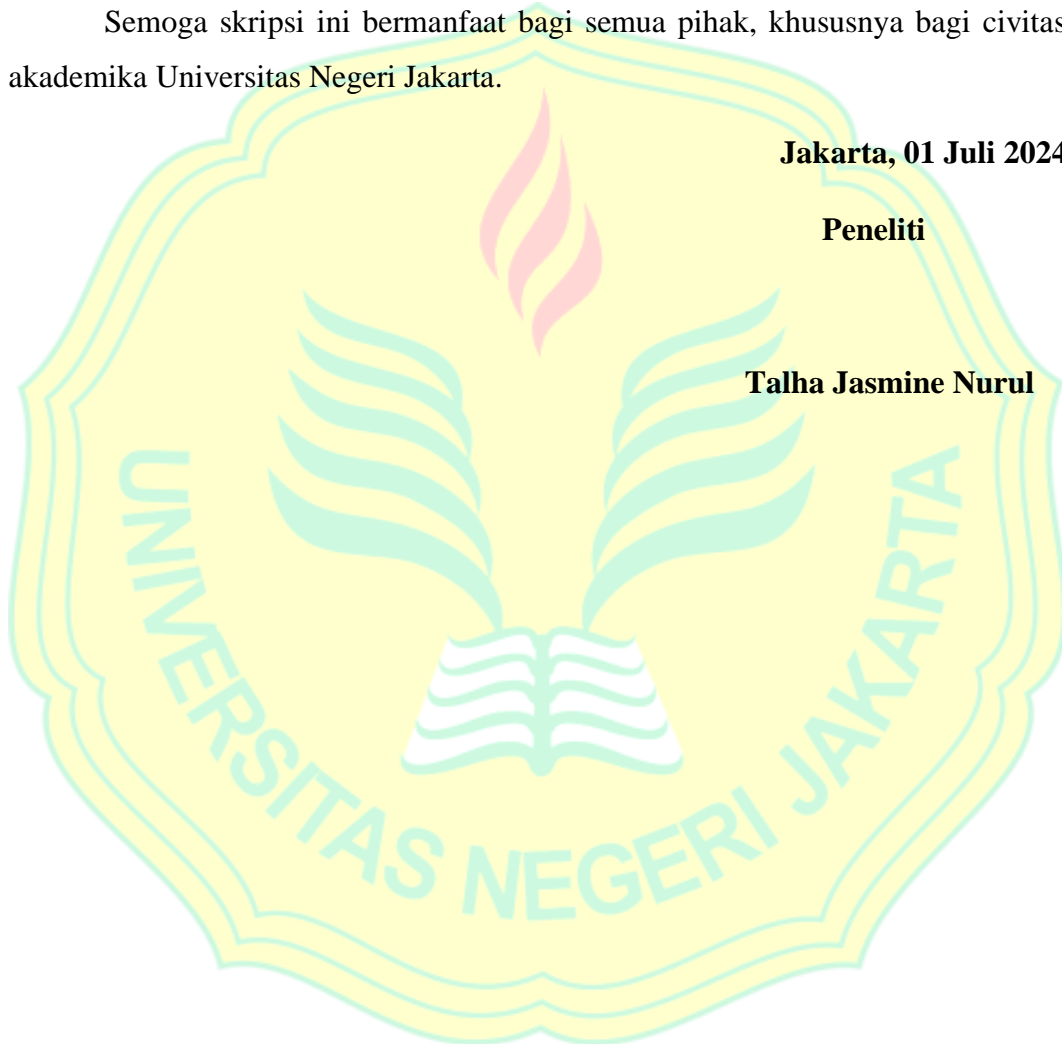 Semoga skripsi ini bermanfaat bagi semua pihak, khususnya bagi civitas
akademika Universitas Negeri Jakarta.
Jakarta, 01 Juli 2024
Peneliti
Talha Jasmine Nurul
UNIVERSITAS NEGERI JAKARTA